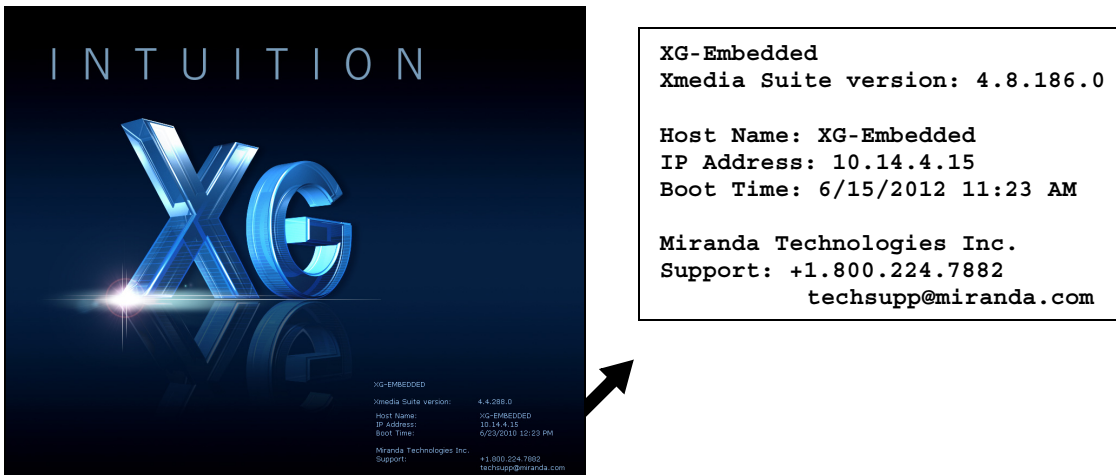 INTUITION
XG
XG-EMBEDDED
Xmedia Suite version: 4.4.288.0
Host Name: XG-EMBEDDED
IP Address: 10.14.4.15
Boot Time: 6/23/2010 12:23 PM
Miranda Technologies Inc.
Support: +1.800.224.7882
techsupp@miranda.com
XG-Embedded
Xmedia Suite version: 4.8.186.0
Host Name: XG-Embedded
IP Address: 10.14.4.15
Boot Time: 6/15/2012 11:23 AM
Miranda Technologies Inc.
Support: +1.800.224.7882
techsupp@miranda.com